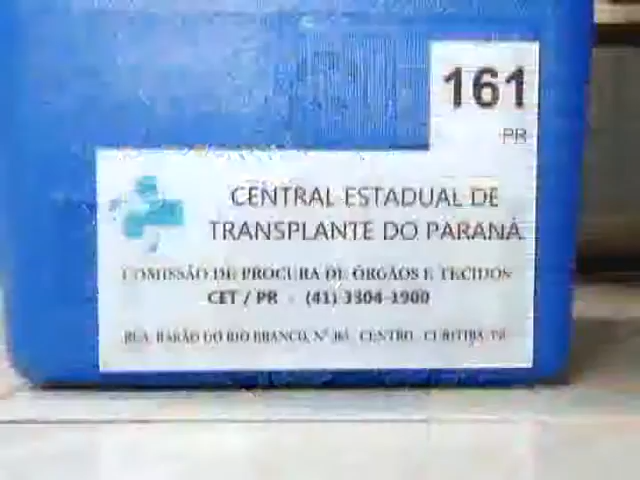 161
PR
CENTRAL ESTADUAL DE
TRANSPLANTE DO PARANÁ
COMISSÃO DE PROCURA DE ÓRGÃOS E TECIDOS
CET / PR - (41) 3304-1900
RUA BARÃO DO RIO BRANCO, Nº CENTRO CURITIBA PR